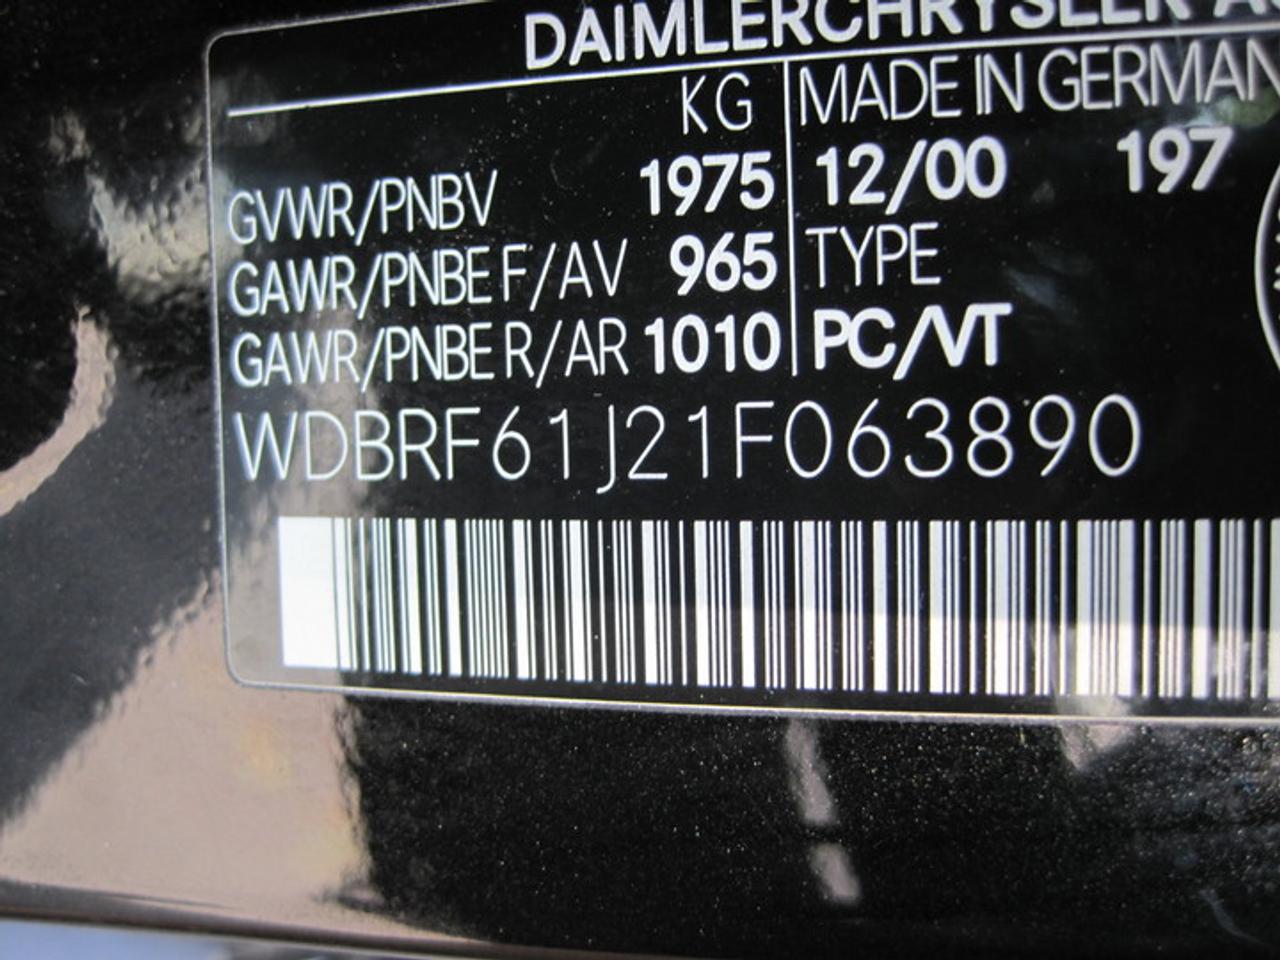 DAIMLERCHRYSLER
KG MADE IN GERMAN
GVWR/PNBV 1975 12/00 197
GAWR/PNBE F/AV 965 TYPE
GAWR/PNBE R/AR 1010 PC/VT
WDBRF61J21F063890